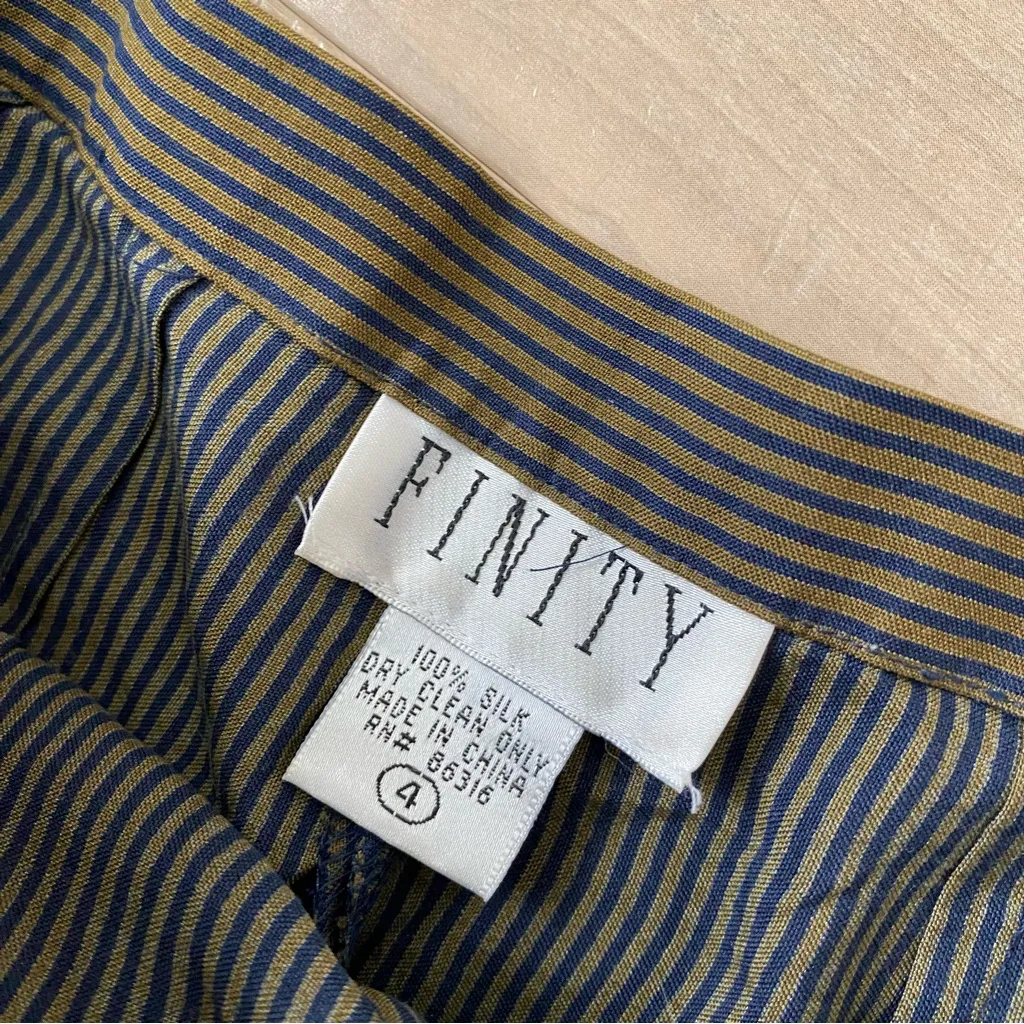 FINITY
100% SILK
DRY CLEAN ONLY
MADE IN CHINA
RN# 86316
4